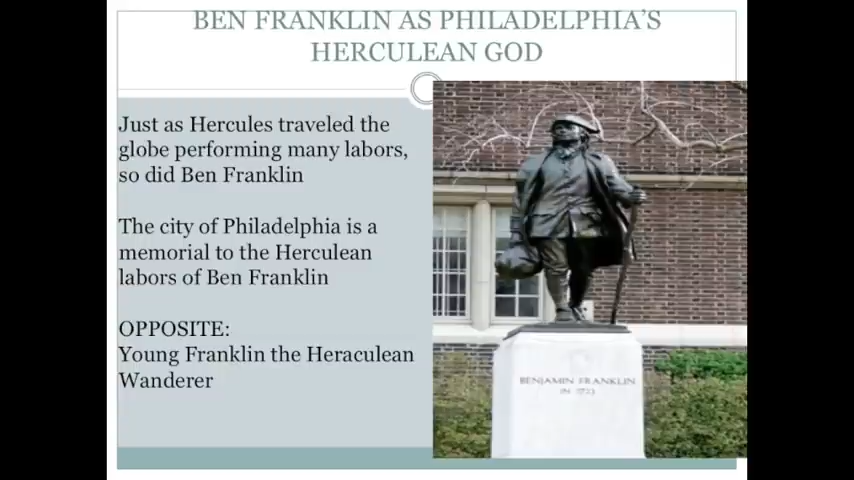 BEN FRANKLIN AS PHILADELPHIA'S
HERCULEAN GOD
Just as Hercules traveled the
globe performing many labors,
so did Ben Franklin
The city of Philadelphia is a
memorial to the Herculean
labors of Ben Franklin
OPPOSITE:
Young Franklin the Heraculean
Wanderer
BENJAMIN FRANKLIN
IN 1723